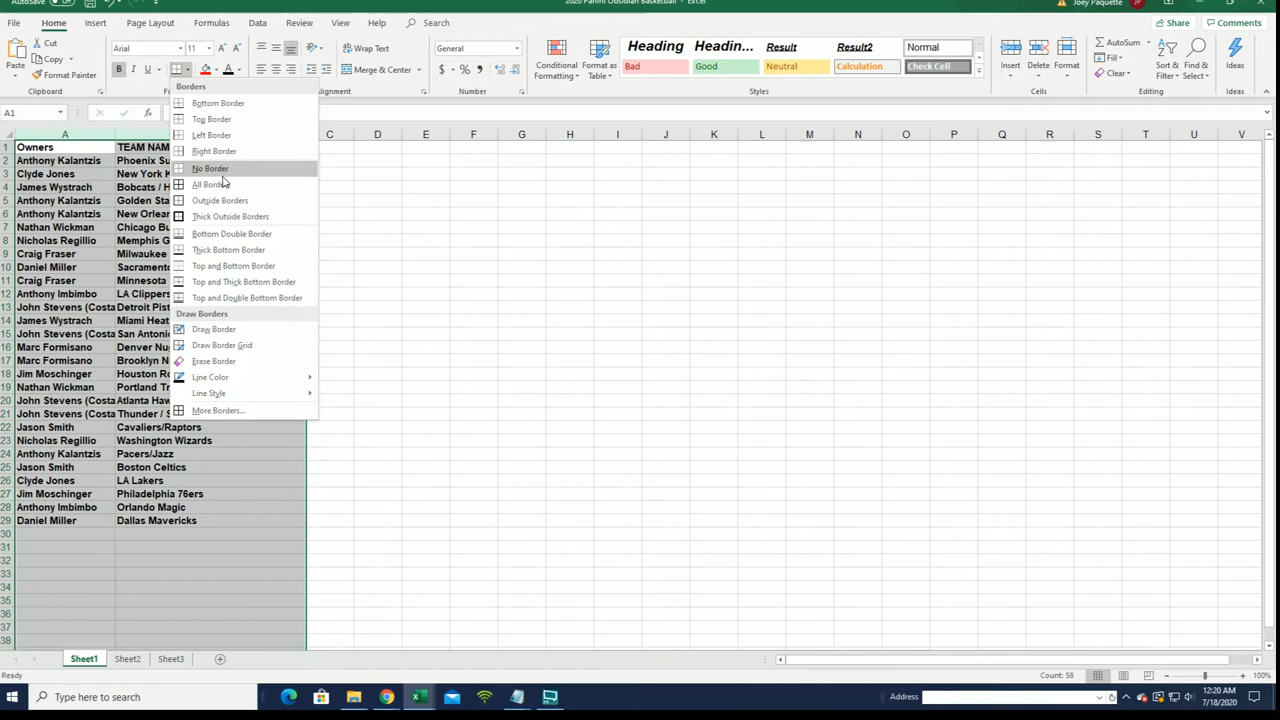 AutoSave
2020 Panini Obsidian Basketball - Excel
Joey Paquette
JP
File Home Insert Page Layout Formulas Data Review View Help Search
Share Comments
Paste Cut Copy Format Painter
Arial 11
Wrap Text
Merge & Center
General
Conditional Formatting
Format as Table
Heading Headin... Result Result2 Normal
Bad Good Neutral Calculation Check Cell
Insert Delete Format
AutoSum
Fill
Clear
Sort & Filter
Find & Select
Ideas
Clipboard
Alignment Number Styles Cells Editing Ideas
A1
Borders
Bottom Border
Top Border
Left Border
Right Border
No Border
All Borders
Outside Borders
Thick Outside Borders
Bottom Double Border
Thick Bottom Border
Top and Bottom Border
Top and Thick Bottom Border
Top and Double Bottom Border
Draw Borders
Draw Border
Draw Border Grid
Erase Border
Line Color
Line Style
More Borders...
A C D E F G H I J K L M N O P Q R S T U V
1 Owners TEAM NAM
2 Anthony Kalantzis Phoenix Su
3 Clyde Jones New York K
4 James Wystrach Bobcats / H
5 Anthony Kalantzis Golden Sta
6 Anthony Kalantzis New Orlean
7 Nathan Wickman Chicago Bu
8 Nicholas Regillio Memphis G
9 Craig Fraser Milwaukee
10 Daniel Miller Sacrament
11 Craig Fraser Minnesota
12 Anthony Imbimbo LA Clippers
13 John Stevens (Costa Detroit Pist
14 James Wystrach Miami Heat
15 John Stevens (Costa San Antoni
16 Marc Formisano Denver Nug
17 Marc Formisano Brooklyn N
18 Jim Moschinger Houston Ro
19 Nathan Wickman Portland Tr
20 John Stevens (Costa Atlanta Haw
21 John Stevens (Costa Thunder / S
22 Jason Smith Cavaliers/Raptors
23 Nicholas Regillio Washington Wizards
24 Anthony Kalantzis Pacers/Jazz
25 Jason Smith Boston Celtics
26 Clyde Jones LA Lakers
27 Jim Moschinger Philadelphia 76ers
28 Anthony Imbimbo Orlando Magic
29 Daniel Miller Dallas Mavericks
30
31
32
33
34
35
36
37
38
Sheet1 Sheet2 Sheet3
Ready
Count: 58
100%
Type here to search
Address
12:20 AM
7/18/2020